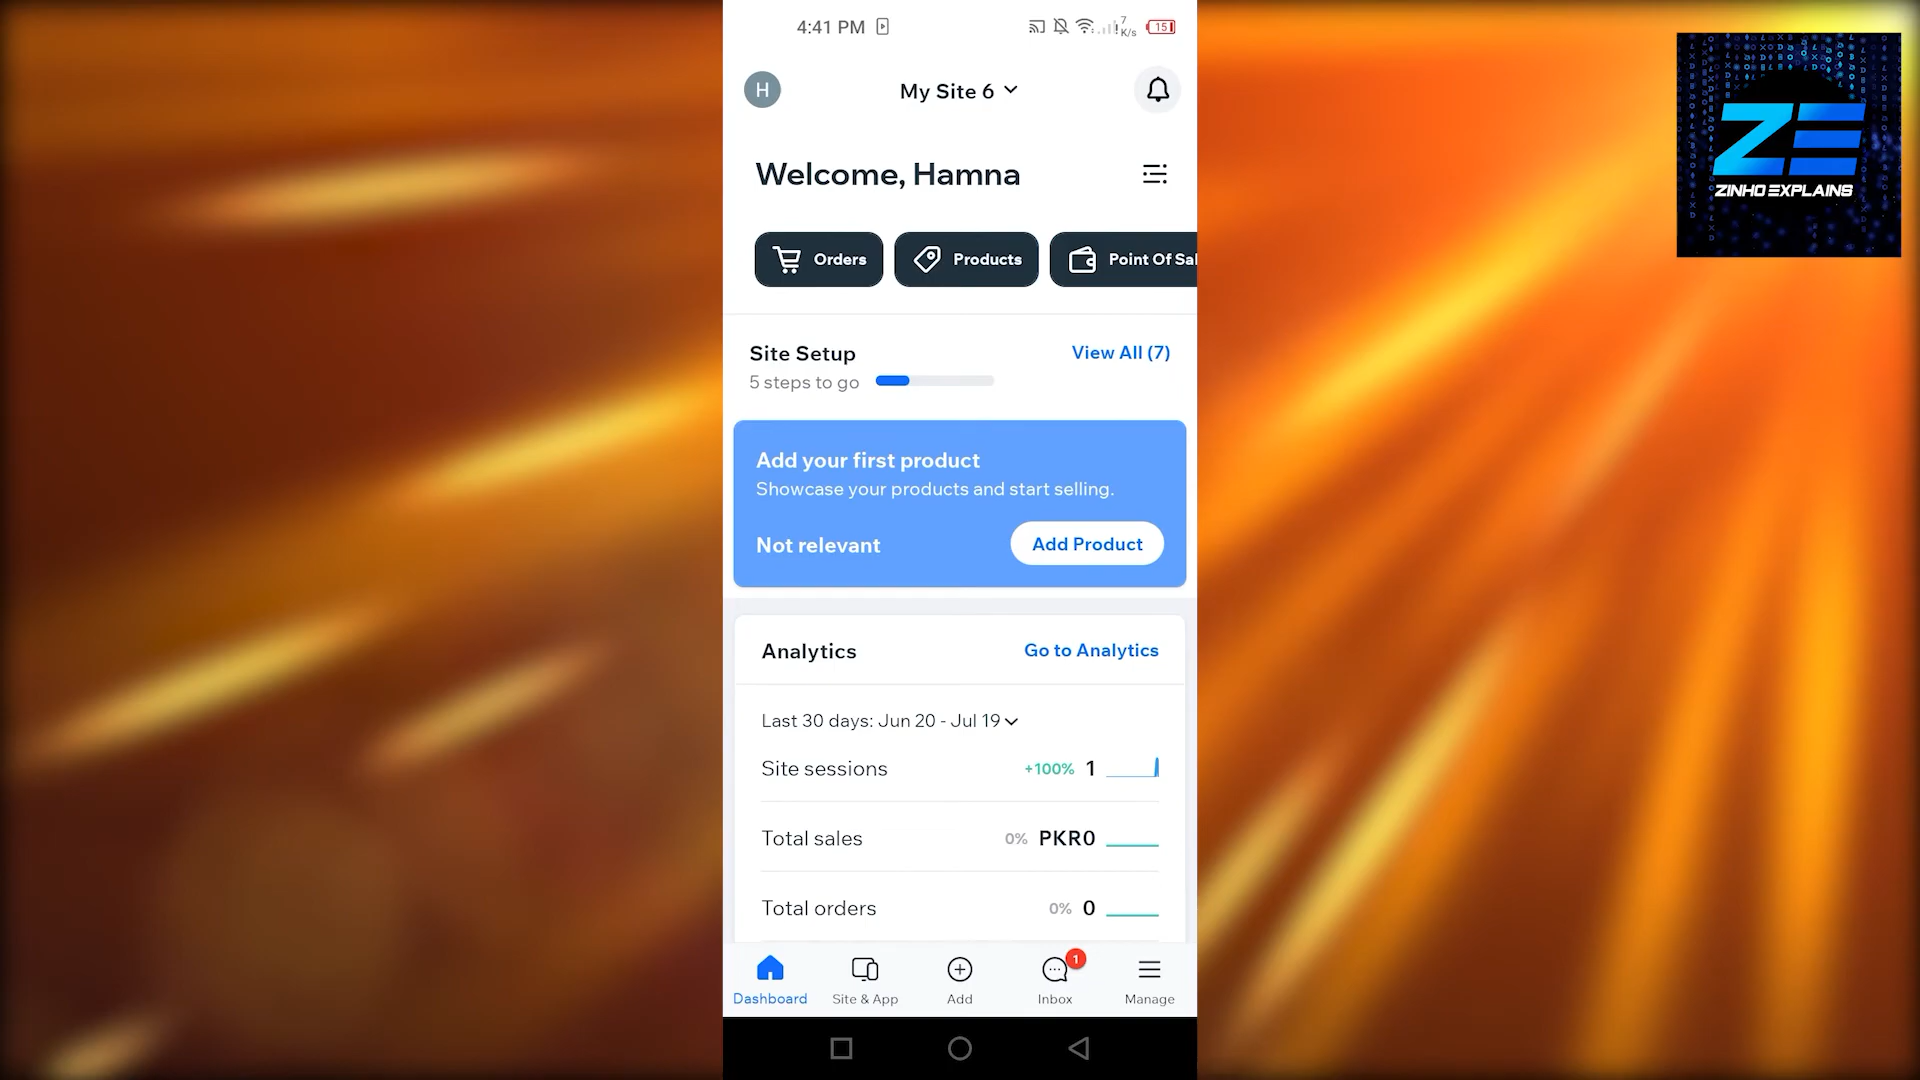 4:41 PM
7
K/s
15
H
My Site 6
Welcome, Hamna
Orders
Products
Point Of Sal
Site Setup
View All (7)
5 steps to go
Add your first product
Showcase your products and start selling.
Not relevant
Add Product
Analytics
Go to Analytics
Last 30 days: Jun 20 - Jul 19
Site sessions
+100% 1
Total sales
0% PKR0
Total orders
0% 0
1
Dashboard
Site & App
Add
Inbox
Manage
ZE
ZINHO EXPLAINS